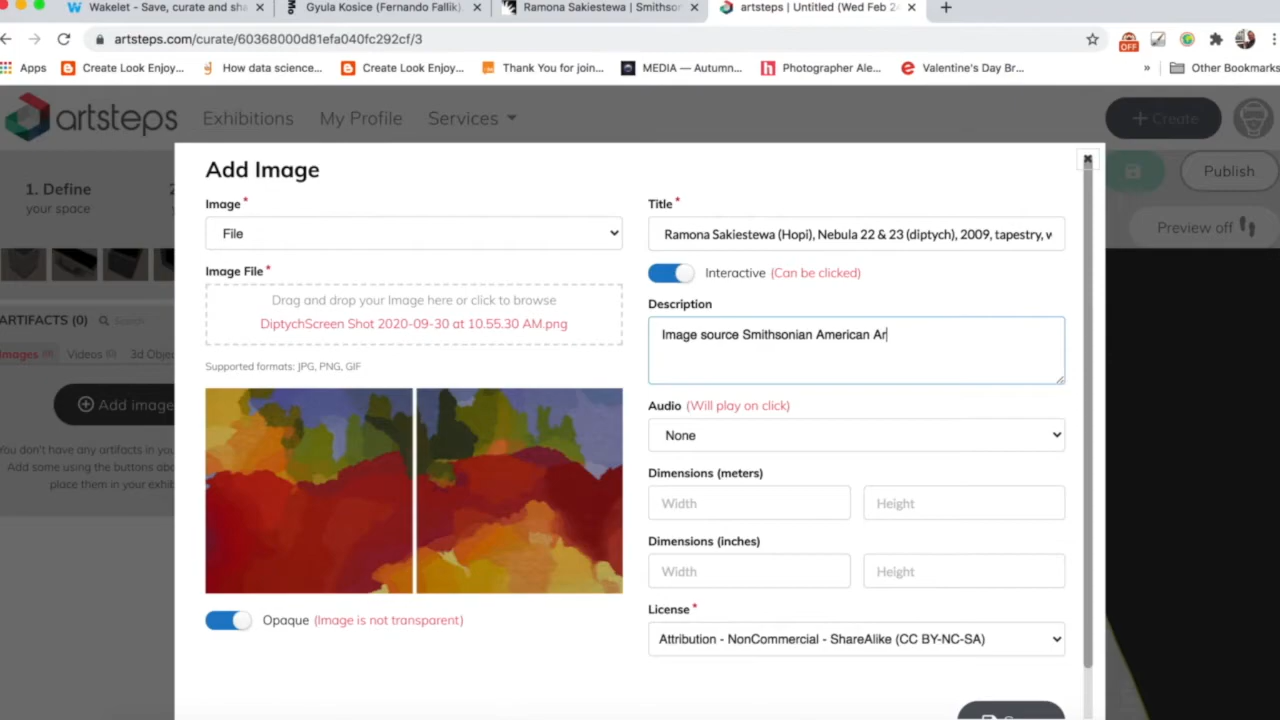 Wakelet - Save, curate and sha
Gyula Kosice (Fernando Fallik)
Ramona Sakiestewa | Smithson
artsteps | Untitled (Wed Feb 24
artsteps.com/curate/60368000d81efa040fc292cf/3
OFF
Apps
Create Look Enjoy...
How data science...
Create Look Enjoy...
Thank You for join...
MEDIA — Autumn...
Photographer Ale...
Valentine's Day Br...
»
Other Bookmarks
artsteps
Exhibitions
My Profile
Services
+ Create
1. Define
your space
2
Publish
Preview off
ARTIFACTS (0)
Search
Images (0)
Videos (0)
3d Objec
Add image
You don't have any artifacts in you
Add some using the buttons abo
place them in your exhib
Add Image
Image *
File
Image File *
Drag and drop your Image here or click to browse
DiptychScreen Shot 2020-09-30 at 10.55.30 AM.png
Supported formats: JPG, PNG, GIF
Opaque (Image is not transparent)
Title *
Ramona Sakiestewa (Hopi), Nebula 22 & 23 (diptych), 2009, tapestry, w
Interactive (Can be clicked)
Description
Image source Smithsonian American Ar
Audio (Will play on click)
None
Dimensions (meters)
Width
Height
Dimensions (inches)
Width
Height
License *
Attribution - NonCommercial - ShareAlike (CC BY-NC-SA)